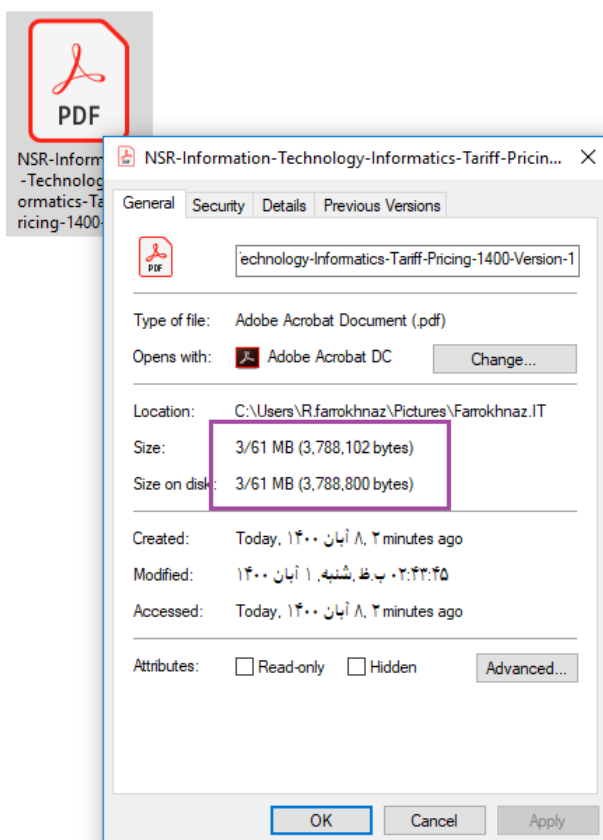 PDF
NSR-Inform
-Technolog
ormatics-Ta
ricing-1400-
NSR-Information-Technology-Informatics-Tariff-Pricin...
General Security Details Previous Versions
PDF
echnology-Informatics-Tariff-Pricing-1400-Version-1
Type of file: Adobe Acrobat Document (.pdf)
Opens with: Adobe Acrobat DC Change...
Location: C:\Users\R.farrokhnaz\Pictures\Farrokhnaz.IT
Size: 3/61 MB (3,788,102 bytes)
Size on disk: 3/61 MB (3,788,800 bytes)
Created: Today, ۸ آبان ۱۴۰۰, ۲ minutes ago
Modified: ۰۲:۴۳:۴۵ ب.ظ, شنبه, ۱ آبان ۱۴۰۰
Accessed: Today, ۸ آبان ۱۴۰۰, ۲ minutes ago
Attributes: Read-only Hidden Advanced...
OK Cancel Apply